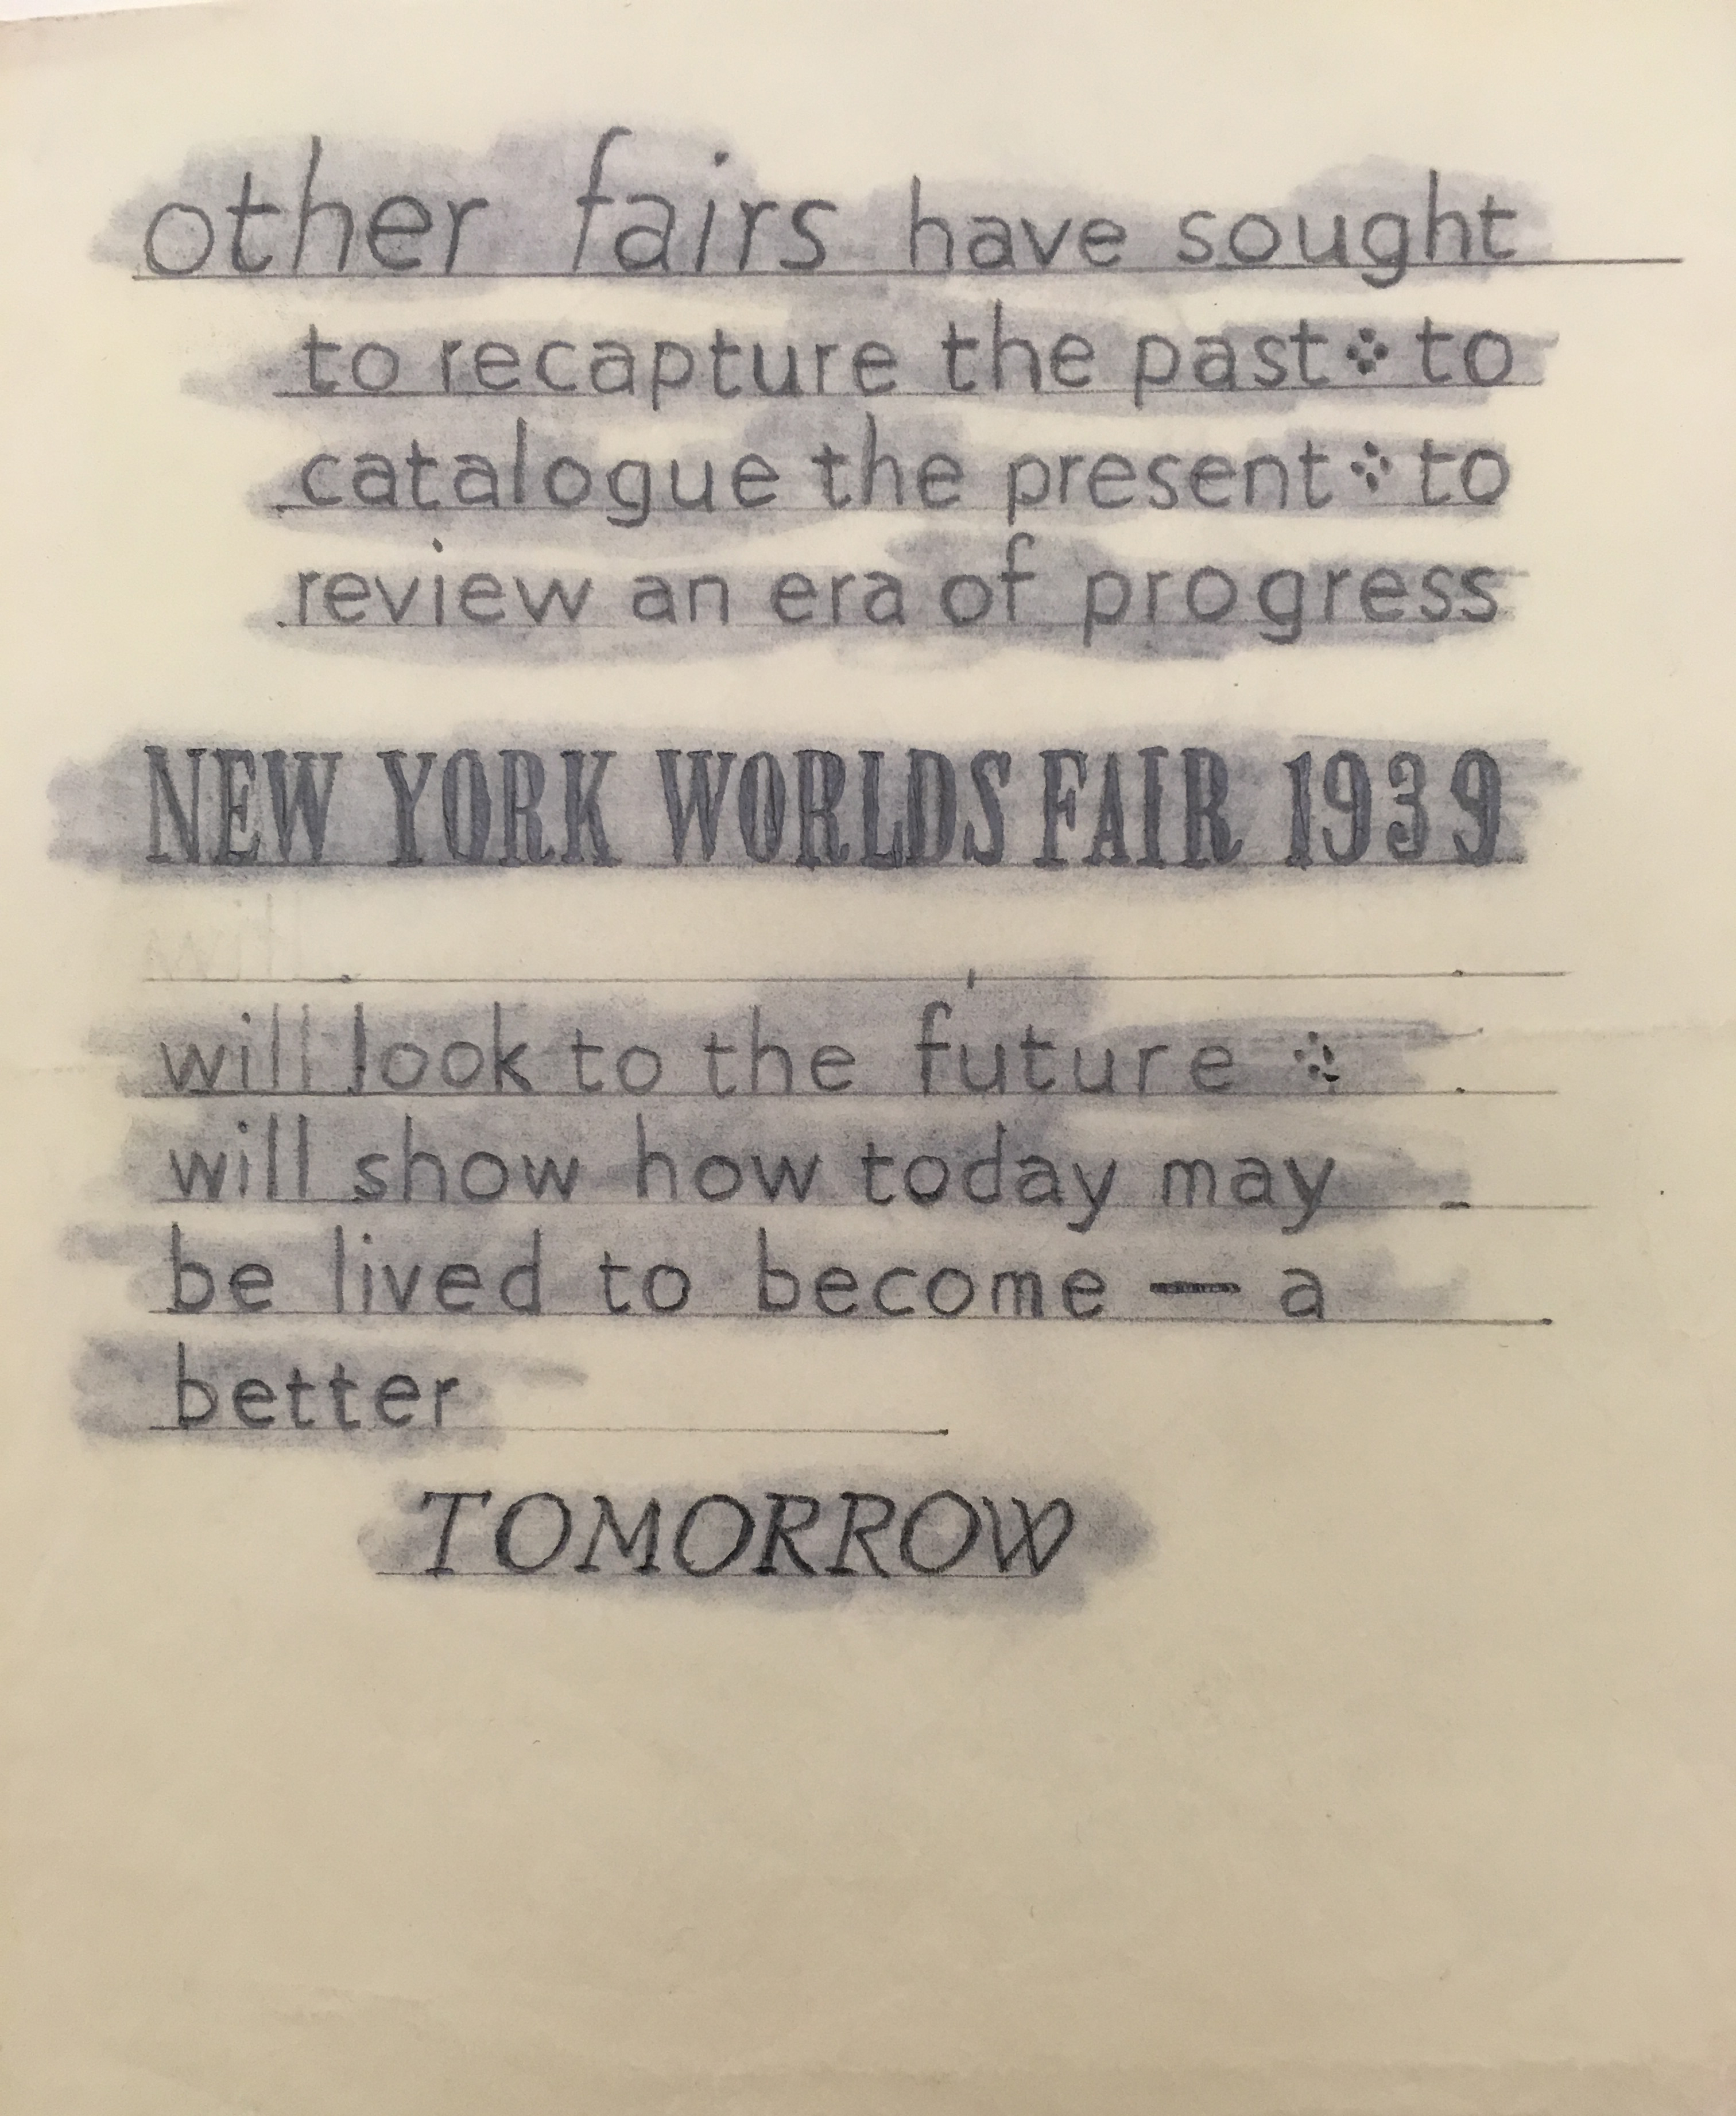 other fairs have sought
to recapture the past ⁘ to
catalogue the present ⁘ to
review an era of progress
NEW YORK WORLDS FAIR 1939
will
will look to the future ⁘
will show how today may
be lived to become — a
better
TOMORROW